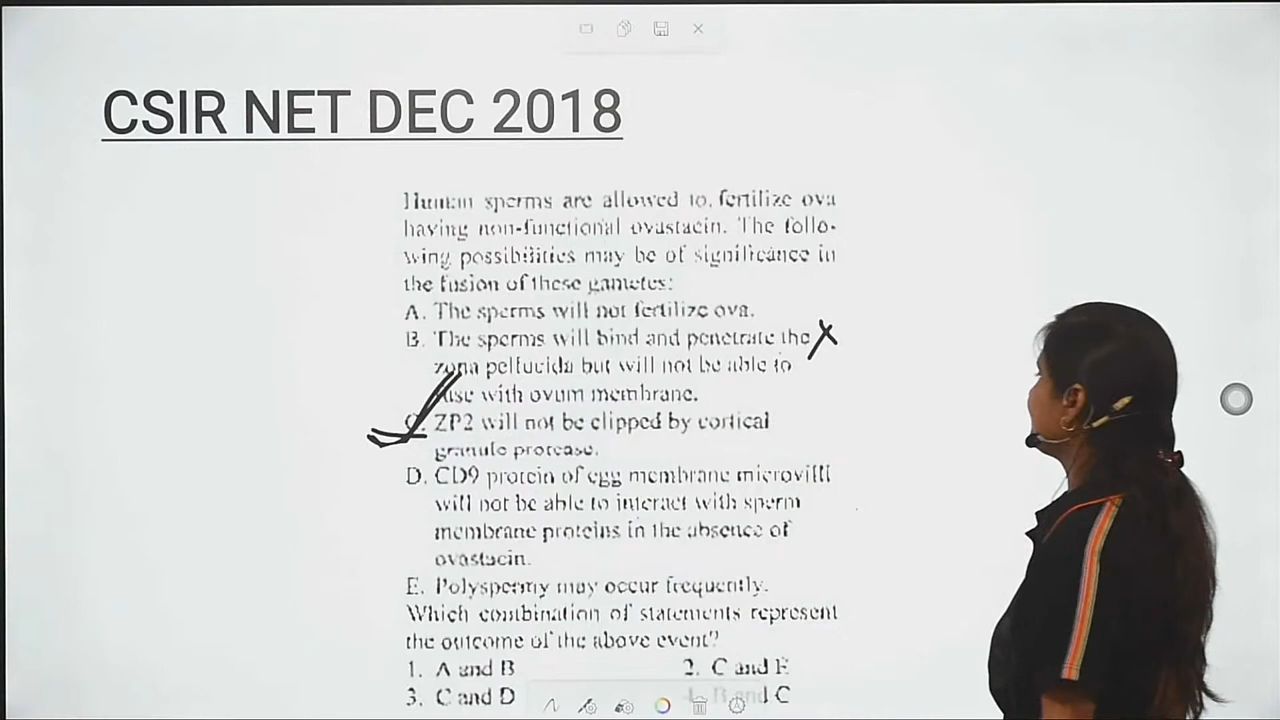 CSIR NET DEC 2018
Human sperms are allowed to fertilize ova
having non-functional ovastacin. The follo-
wing possibilities may be of significance in
the fusion of these gametes:
A. The sperms will not fertilize ova.
B. The sperms will bind and penetrate the
zona pellucida but will not be able to
fuse with ovum membrane.
C. ZP2 will not be clipped by cortical
granule protease.
D. CD9 protein of egg membrane microvilli
will not be able to interact with sperm
membrane proteins in the absence of
ovastacin.
E. Polyspermy may occur frequently.
Which combination of statements represent
the outcome of the above event?
1. A and B 2. C and E
3. C and D 4. B and C